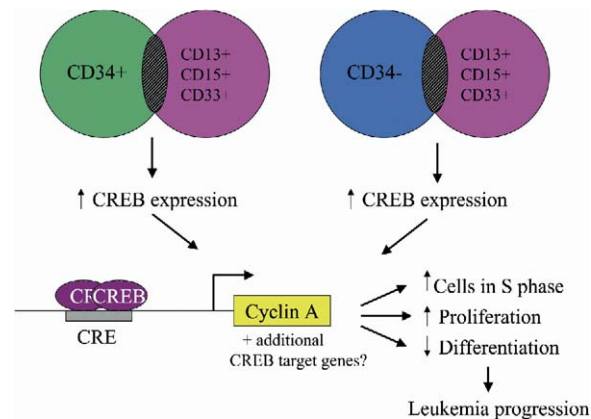 CD34+
CD13+
CD15+
CD33+
CD34-
CD13+
CD15+
CD33+
↑ CREB expression
↑ CREB expression
CREB
CRE
Cyclin A
+ additional
CREB target genes?
↑ Cells in S phase
↑ Proliferation
↓ Differentiation
Leukemia progression